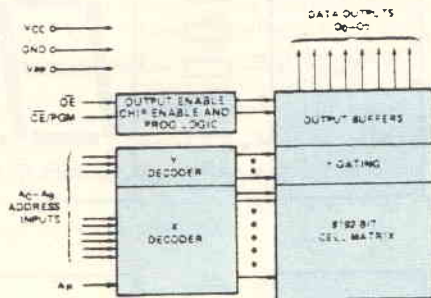 DATA OUTPUTS
O0–O7
VCC
GND
VPP
OE
CE/PGM
OUTPUT ENABLE
CHIP ENABLE AND
PROG LOGIC
OUTPUT BUFFERS
Y
DECODER
Y GATING
ADDRESS
INPUTS
X
DECODER
8192-BIT
CELL MATRIX